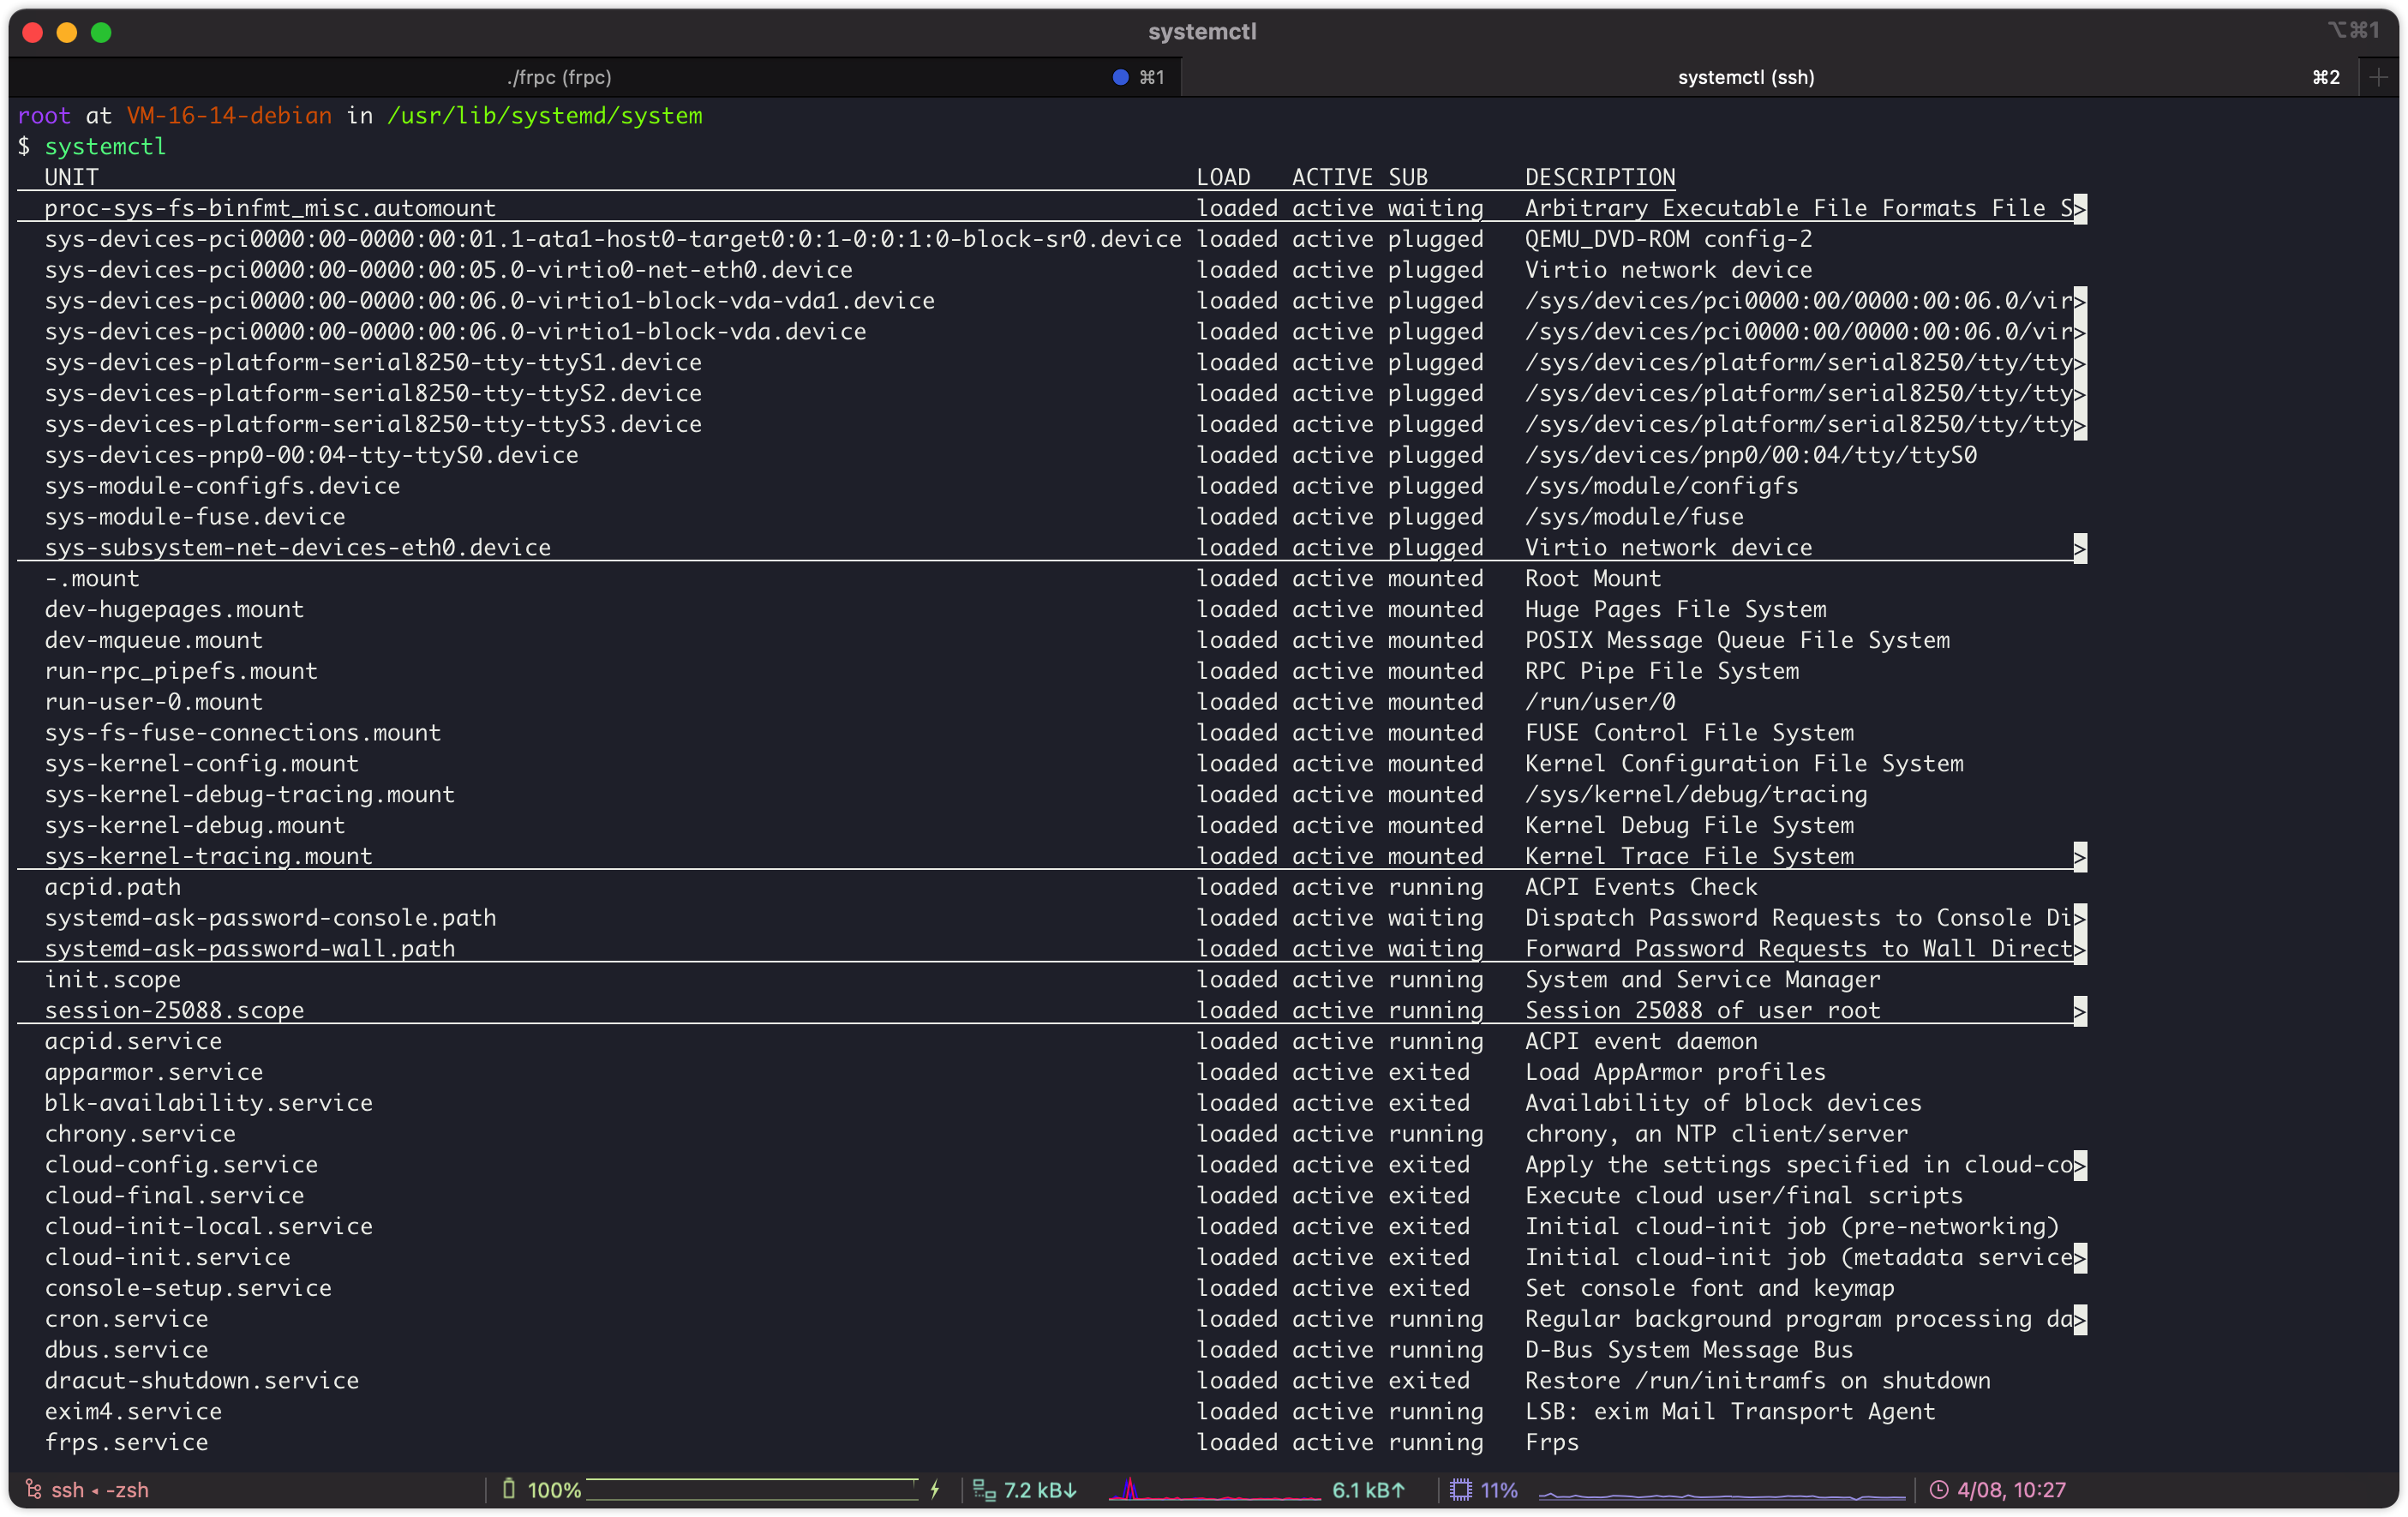 systemctl
⌥⌘1
./frpc (frpc) ⌘1 systemctl (ssh) ⌘2 +
root at VM-16-14-debian in /usr/lib/systemd/system
$ systemctl
UNIT LOAD ACTIVE SUB DESCRIPTION
proc-sys-fs-binfmt_misc.automount loaded active waiting Arbitrary Executable File Formats File S>
sys-devices-pci0000:00-0000:00:01.1-ata1-host0-target0:0:1-0:0:1:0-block-sr0.device loaded active plugged QEMU_DVD-ROM config-2
sys-devices-pci0000:00-0000:00:05.0-virtio0-net-eth0.device loaded active plugged Virtio network device
sys-devices-pci0000:00-0000:00:06.0-virtio1-block-vda-vda1.device loaded active plugged /sys/devices/pci0000:00/0000:00:06.0/vir>
sys-devices-pci0000:00-0000:00:06.0-virtio1-block-vda.device loaded active plugged /sys/devices/pci0000:00/0000:00:06.0/vir>
sys-devices-platform-serial8250-tty-ttyS1.device loaded active plugged /sys/devices/platform/serial8250/tty/tty>
sys-devices-platform-serial8250-tty-ttyS2.device loaded active plugged /sys/devices/platform/serial8250/tty/tty>
sys-devices-platform-serial8250-tty-ttyS3.device loaded active plugged /sys/devices/platform/serial8250/tty/tty>
sys-devices-pnp0-00:04-tty-ttyS0.device loaded active plugged /sys/devices/pnp0/00:04/tty/ttyS0
sys-module-configfs.device loaded active plugged /sys/module/configfs
sys-module-fuse.device loaded active plugged /sys/module/fuse
sys-subsystem-net-devices-eth0.device loaded active plugged Virtio network device >
-.mount loaded active mounted Root Mount
dev-hugepages.mount loaded active mounted Huge Pages File System
dev-mqueue.mount loaded active mounted POSIX Message Queue File System
run-rpc_pipefs.mount loaded active mounted RPC Pipe File System
run-user-0.mount loaded active mounted /run/user/0
sys-fs-fuse-connections.mount loaded active mounted FUSE Control File System
sys-kernel-config.mount loaded active mounted Kernel Configuration File System
sys-kernel-debug-tracing.mount loaded active mounted /sys/kernel/debug/tracing
sys-kernel-debug.mount loaded active mounted Kernel Debug File System
sys-kernel-tracing.mount loaded active mounted Kernel Trace File System >
acpid.path loaded active running ACPI Events Check
systemd-ask-password-console.path loaded active waiting Dispatch Password Requests to Console Di>
systemd-ask-password-wall.path loaded active waiting Forward Password Requests to Wall Direct>
init.scope loaded active running System and Service Manager
session-25088.scope loaded active running Session 25088 of user root >
acpid.service loaded active running ACPI event daemon
apparmor.service loaded active exited Load AppArmor profiles
blk-availability.service loaded active exited Availability of block devices
chrony.service loaded active running chrony, an NTP client/server
cloud-config.service loaded active exited Apply the settings specified in cloud-co>
cloud-final.service loaded active exited Execute cloud user/final scripts
cloud-init-local.service loaded active exited Initial cloud-init job (pre-networking)
cloud-init.service loaded active exited Initial cloud-init job (metadata service>
console-setup.service loaded active exited Set console font and keymap
cron.service loaded active running Regular background program processing da>
dbus.service loaded active running D-Bus System Message Bus
dracut-shutdown.service loaded active exited Restore /run/initramfs on shutdown
exim4.service loaded active running LSB: exim Mail Transport Agent
frps.service loaded active running Frps
ssh ◂ -zsh 100% 7.2 kB↓ 6.1 kB↑ 11% 4/08, 10:27